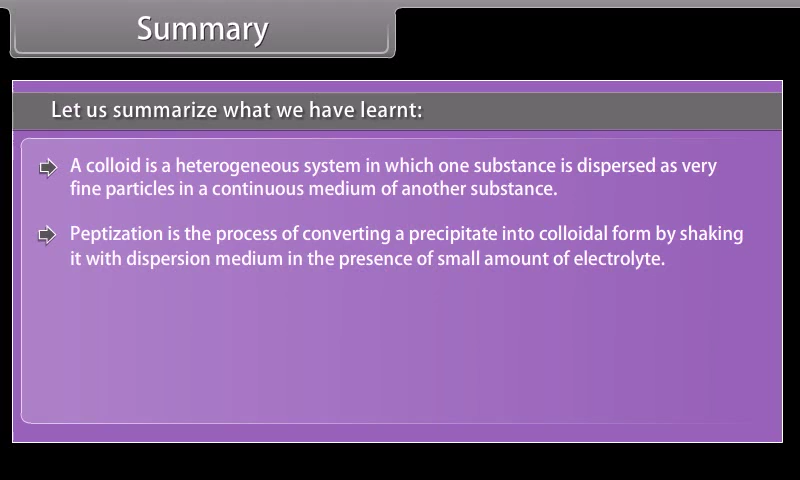 Summary
Let us summarize what we have learnt:
A colloid is a heterogeneous system in which one substance is dispersed as very
fine particles in a continuous medium of another substance.
Peptization is the process of converting a precipitate into colloidal form by shaking
it with dispersion medium in the presence of small amount of electrolyte.